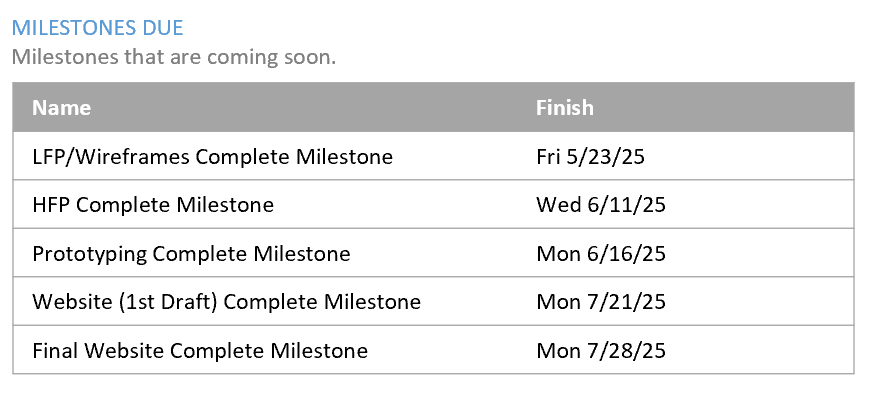 MILESTONES DUE
Milestones that are coming soon.
Name Finish
LFP/Wireframes Complete Milestone Fri 5/23/25
HFP Complete Milestone Wed 6/11/25
Prototyping Complete Milestone Mon 6/16/25
Website (1st Draft) Complete Milestone Mon 7/21/25
Final Website Complete Milestone Mon 7/28/25